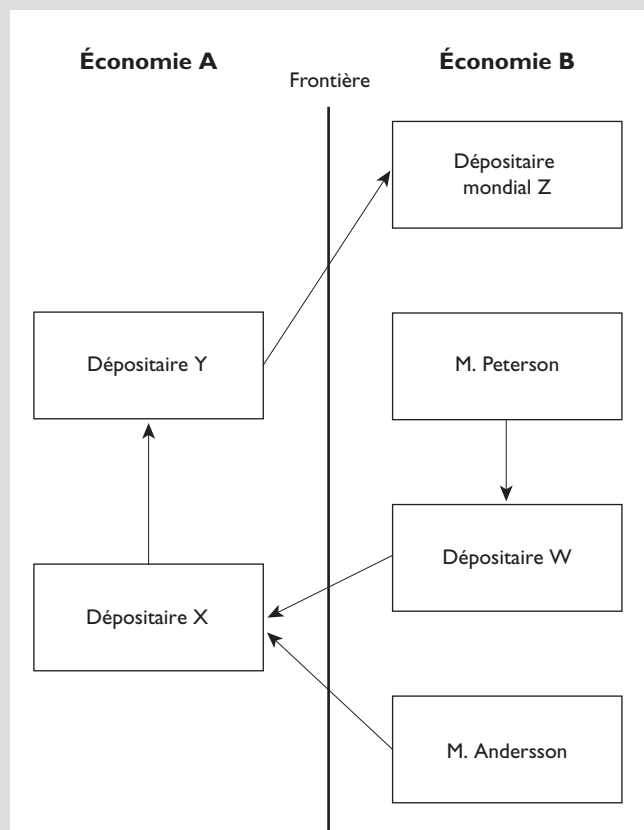 Économie A
Économie B
Frontière
Dépositaire
mondial Z
Dépositaire Y
M. Peterson
Dépositaire W
Dépositaire X
M. Andersson